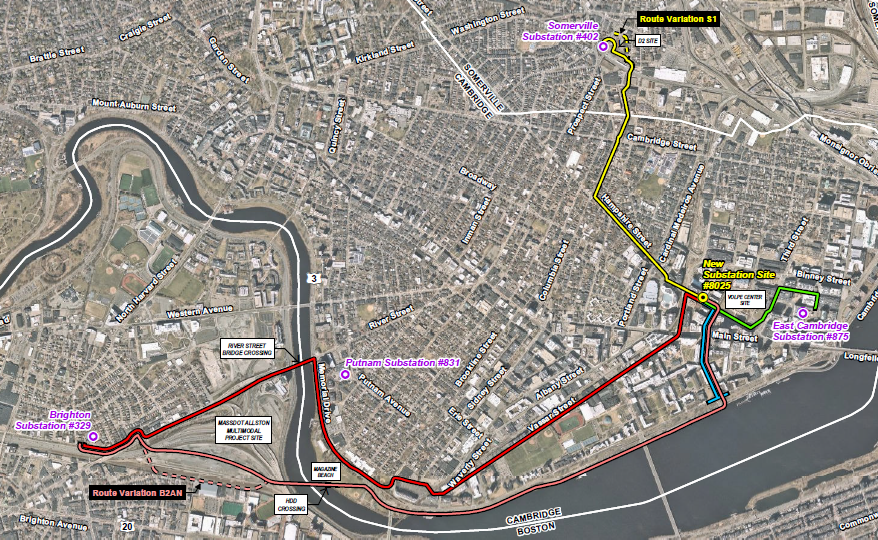 Route Variation S1
Washington Street
Craigie Street
Somerville
Substation #402
D2 SITE
Brattle Street
Garden Street
Kirkland Street
SOMERVILLE
CAMBRIDGE
Prospect Street
Mount Auburn Street
Quincy Street
Cambridge Street
Monsignor
Broadway
Cardinal Medeiros Avenue
Inman Street
Hampshire Street
Third Street
Columbia Street
New
Substation Site
#8025
Binney Street
North Harvard Street
3
Portland Street
VOLPE CENTER
SITE
Western Avenue
River Street
East Cambridge
Substation #875
Main Street
RIVER STREET
BRIDGE CROSSING
Brookline Street
Putnam Substation #831
Longfell
Memorial Drive
Putnam Avenue
Sidney Street
Albany Street
Brighton
Substation #329
Erie Street
Vassar Street
MASSDOT ALLSTON
MULTIMODAL
PROJECT SITE
Waverly Street
MAGAZINE
BEACH
Route Variation B2AN
HDD
CROSSING
CAMBRIDGE
BOSTON
Brighton Avenue
20
Commonw